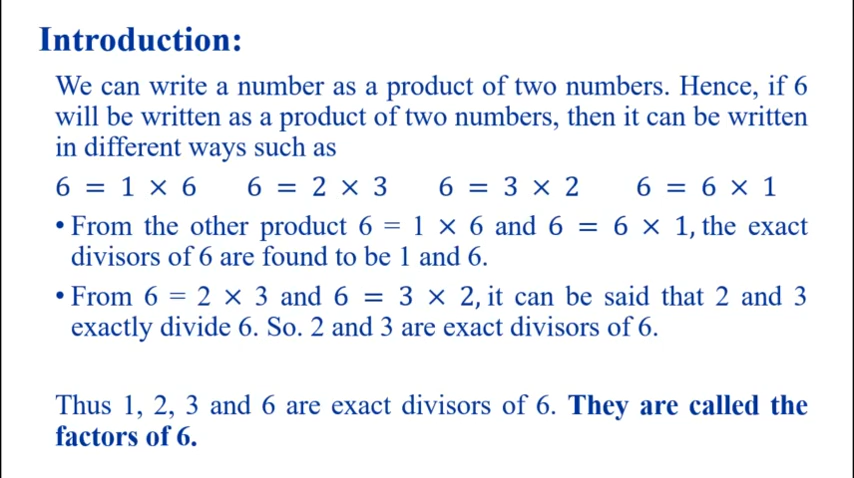 Introduction:
We can write a number as a product of two numbers. Hence, if 6
will be written as a product of two numbers, then it can be written
in different ways such as
6 = 1 × 6 6 = 2 × 3 6 = 3 × 2 6 = 6 × 1
• From the other product 6 = 1 × 6 and 6 = 6 × 1, the exact
divisors of 6 are found to be 1 and 6.
• From 6 = 2 × 3 and 6 = 3 × 2, it can be said that 2 and 3
exactly divide 6. So. 2 and 3 are exact divisors of 6.
Thus 1, 2, 3 and 6 are exact divisors of 6. They are called the
factors of 6.